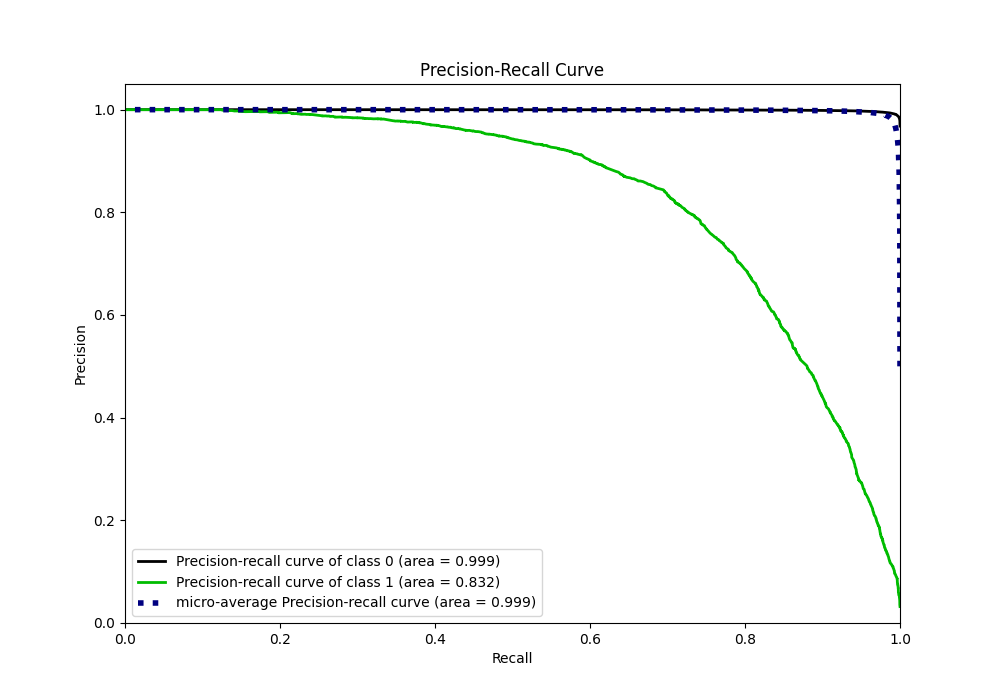 Precision-Recall Curve
1.0
0.8
0.6
0.4
0.2
0.0
Precision
Precision-recall curve of class 0 (area = 0.999)
Precision-recall curve of class 1 (area = 0.832)
micro-average Precision-recall curve (area = 0.999)
0.0 0.2 0.4 0.6 0.8 1.0
Recall